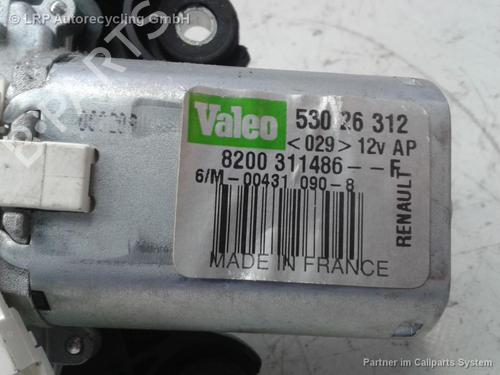 © LRP Autorecycling GmbH
B-PARTS
Valeo 530 26 312
<029> 12v AP
8200 311486--F
6/M-00431 090-8
RENAULT
MADE IN FRANCE
Partner im Callparts System